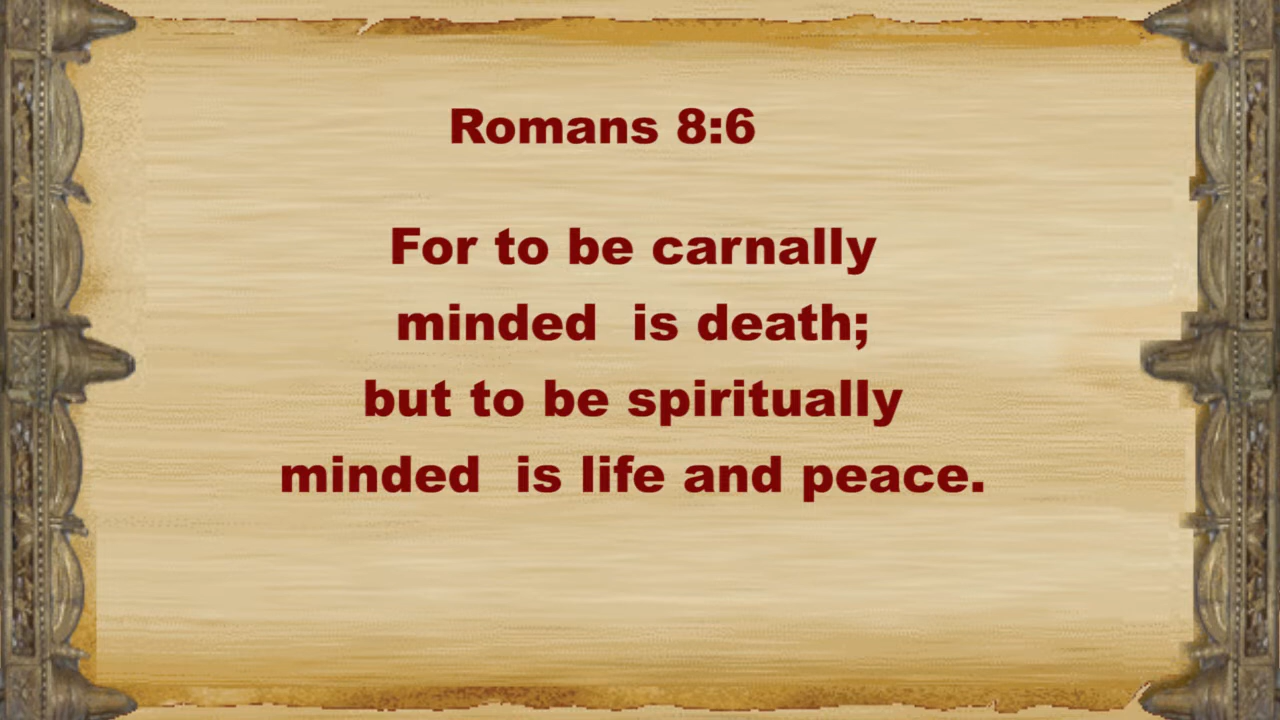 Romans 8:6
For to be carnally
minded  is death;
but to be spiritually
minded  is life and peace.